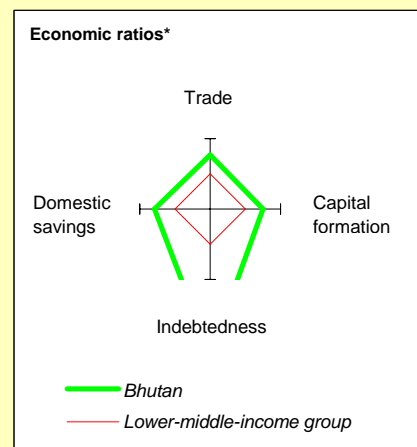 Economic ratios*
Trade
Domestic
savings
Capital
formation
Indebtedness
Bhutan
Lower-middle-income group